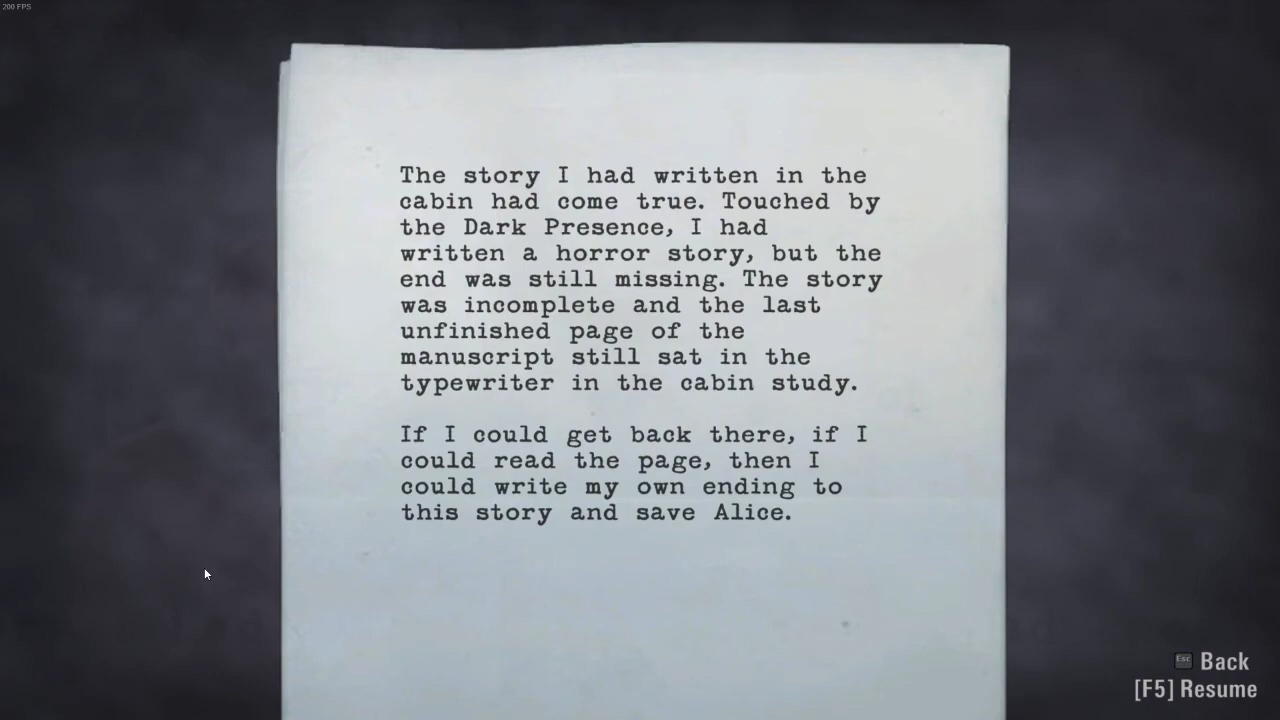 200 FPS
The story I had written in the
cabin had come true. Touched by
the Dark Presence, I had
written a horror story, but the
end was still missing. The story
was incomplete and the last
unfinished page of the
manuscript still sat in the
typewriter in the cabin study.
If I could get back there, if I
could read the page, then I
could write my own ending to
this story and save Alice.
Esc Back
[F5] Resume